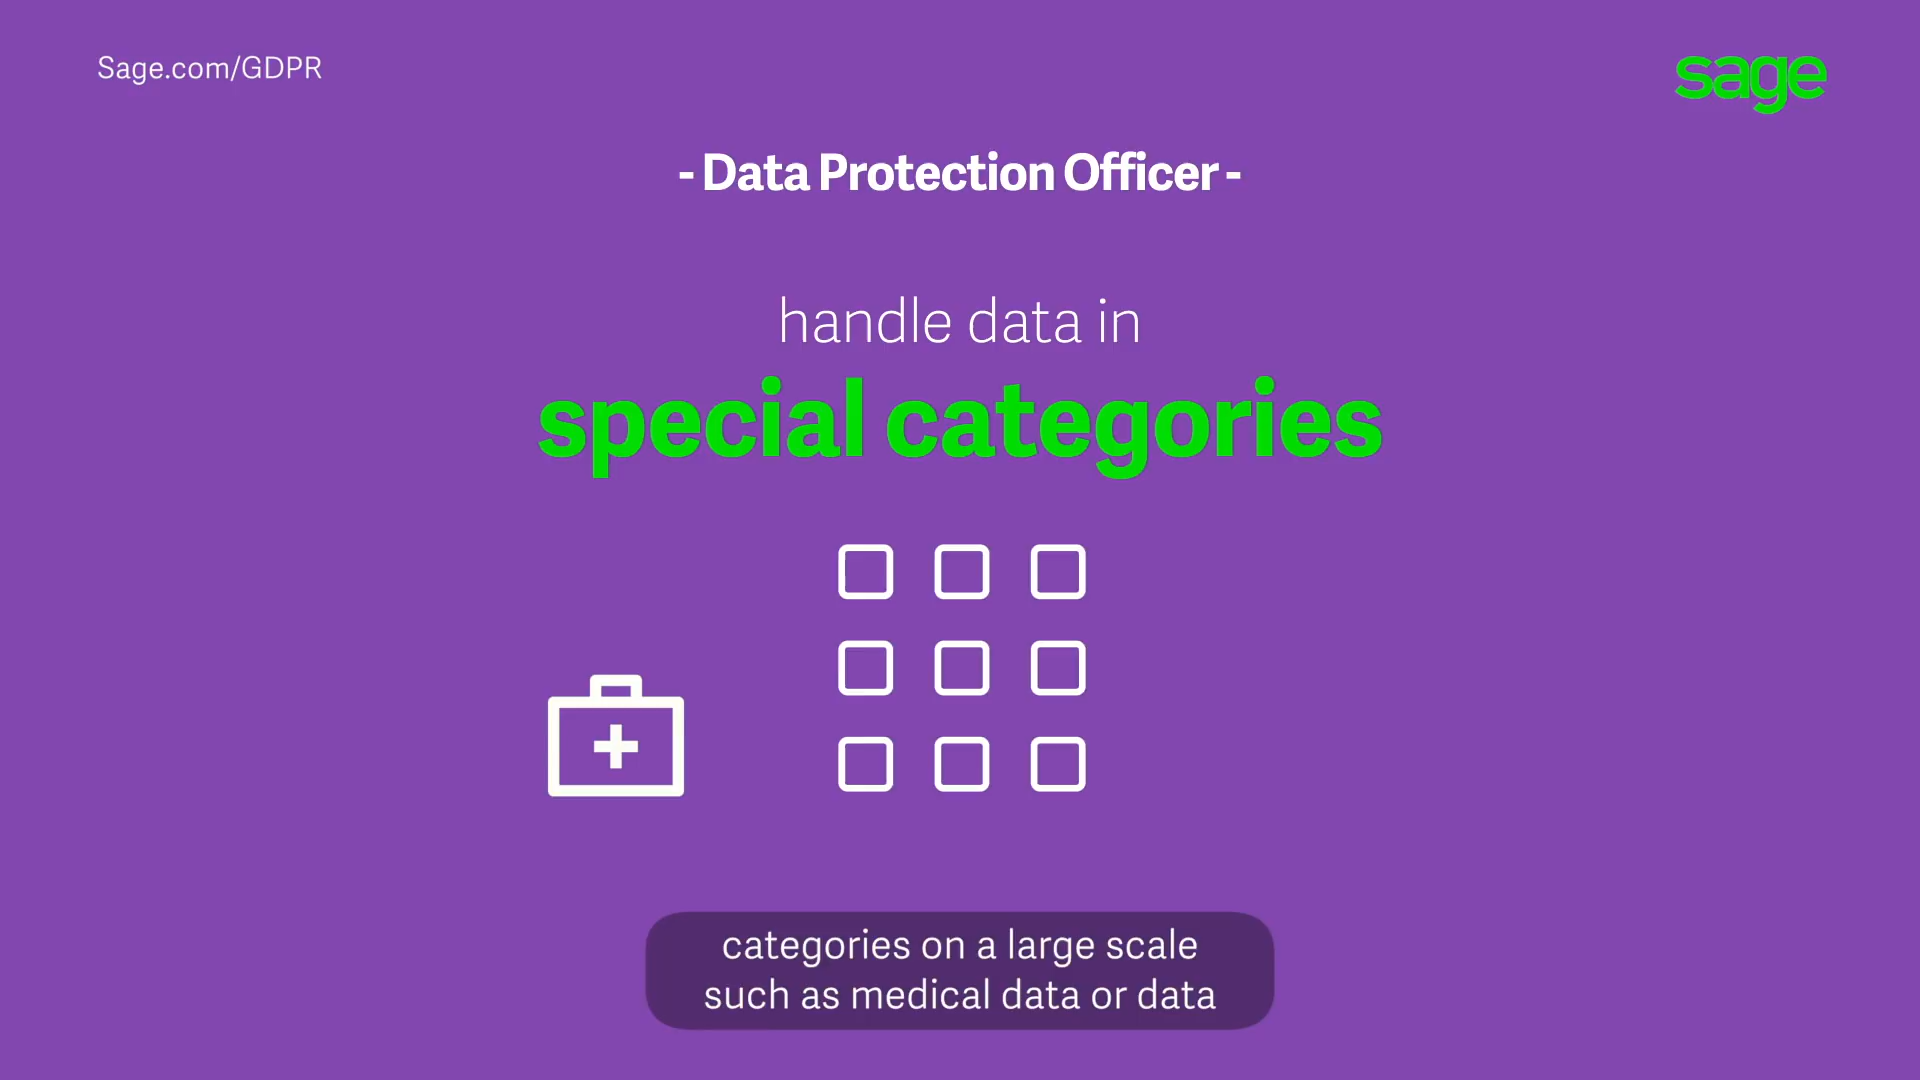 Sage.com/GDPR
sage
- Data Protection Officer -
handle data in
special categories
categories on a large scale
such as medical data or data